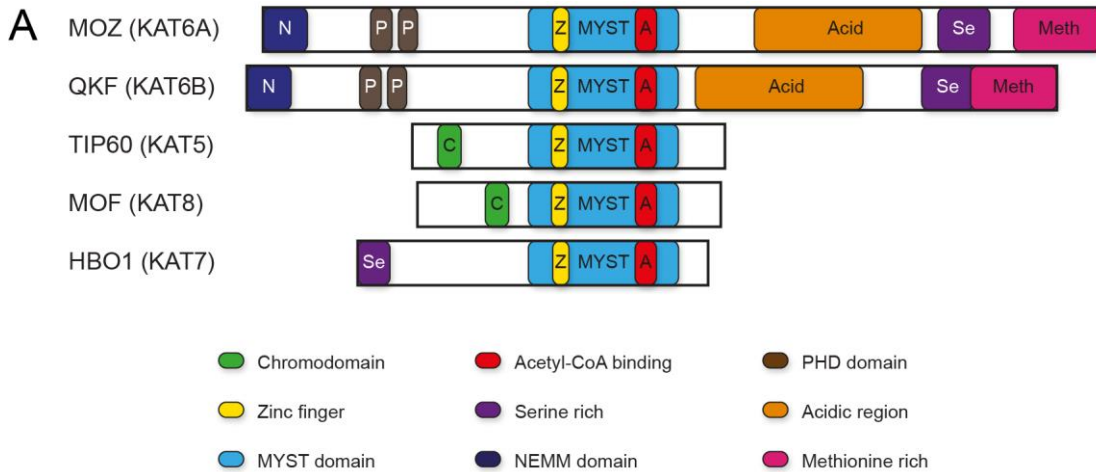 A
MOZ (KAT6A) N P P Z MYST A Acid Se Meth
QKF (KAT6B) N P P Z MYST A Acid Se Meth
TIP60 (KAT5) C Z MYST A
MOF (KAT8) C Z MYST A
HBO1 (KAT7) Se Z MYST A
Chromodomain Acetyl-CoA binding PHD domain
Zinc finger Serine rich Acidic region
MYST domain NEMM domain Methionine rich